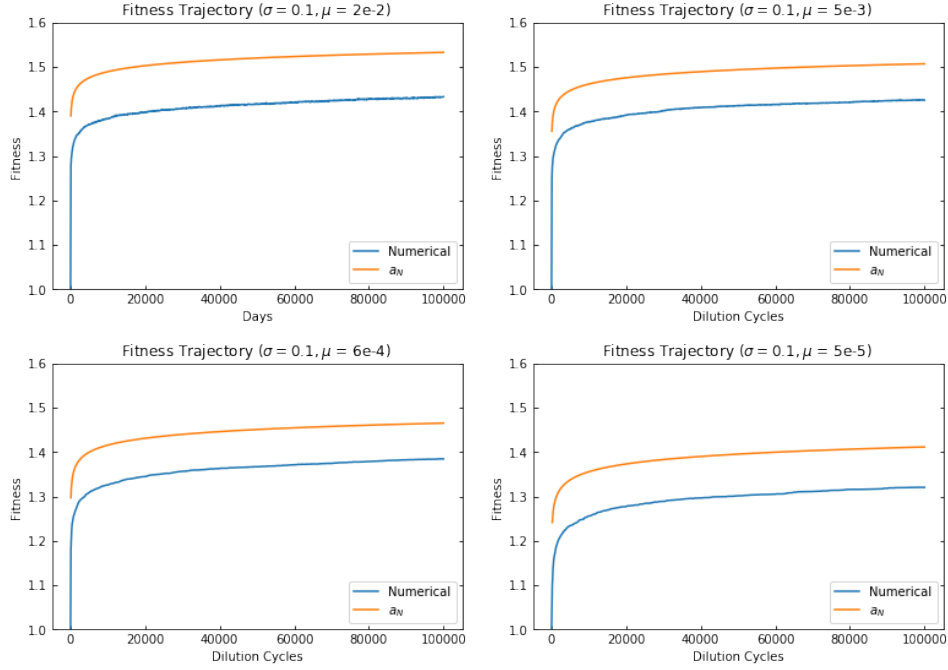 Fitness Trajectory (σ = 0.1, μ = 2e-2)
1.6
1.5
1.4
1.3
1.2
1.1
1.0
Fitness
Numerical
a_N
0 20000 40000 60000 80000 100000
Days
Fitness Trajectory (σ = 0.1, μ = 5e-3)
1.6
1.5
1.4
1.3
1.2
1.1
1.0
Fitness
Numerical
a_N
0 20000 40000 60000 80000 100000
Dilution Cycles
Fitness Trajectory (σ = 0.1, μ = 6e-4)
1.6
1.5
1.4
1.3
1.2
1.1
1.0
Fitness
Numerical
a_N
0 20000 40000 60000 80000 100000
Dilution Cycles
Fitness Trajectory (σ = 0.1, μ = 5e-5)
1.6
1.5
1.4
1.3
1.2
1.1
1.0
Fitness
Numerical
a_N
0 20000 40000 60000 80000 100000
Dilution Cycles